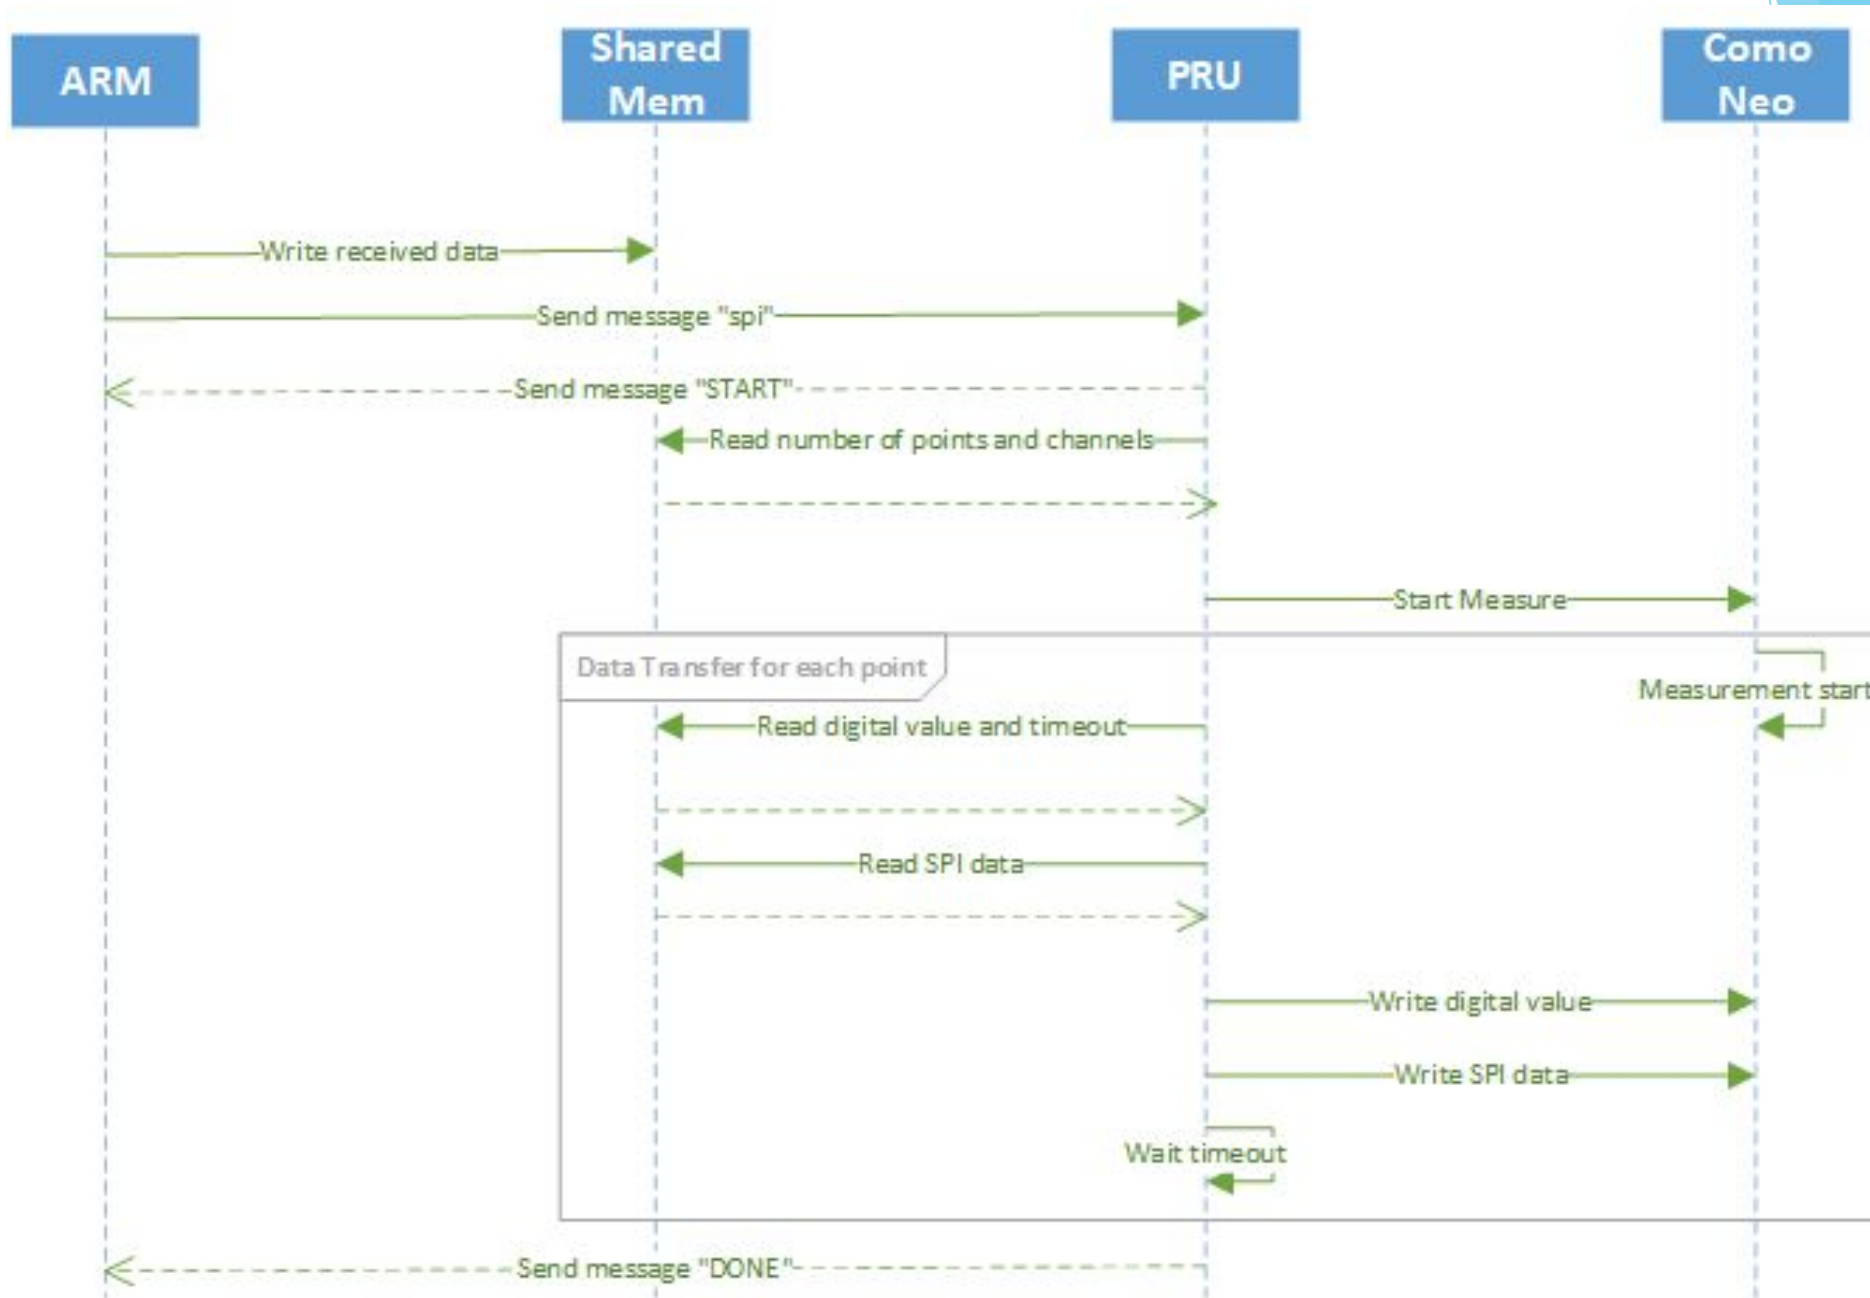 ARM
Shared
Mem
PRU
Como
Neo
Write received data
Send message "spi"
Send message "START"
Read number of points and channels
Start Measure
Data Transfer for each point
Measurement start
Read digital value and timeout
Read SPI data
Write digital value
Write SPI data
Wait timeout
Send message "DONE"